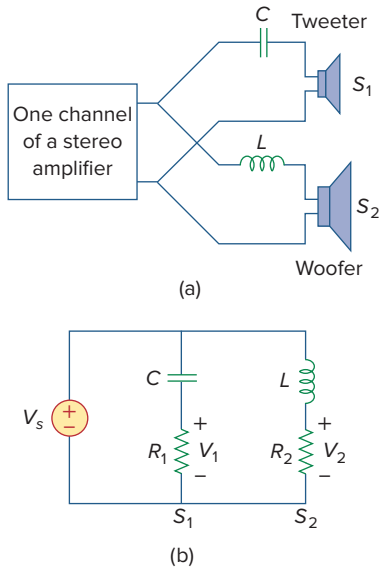 C
Tweeter
S1
One channel
of a stereo
amplifier
L
S2
Woofer
(a)
C
L
Vs
+
−
+
R1 V1
−
+
R2 V2
−
S1
S2
(b)